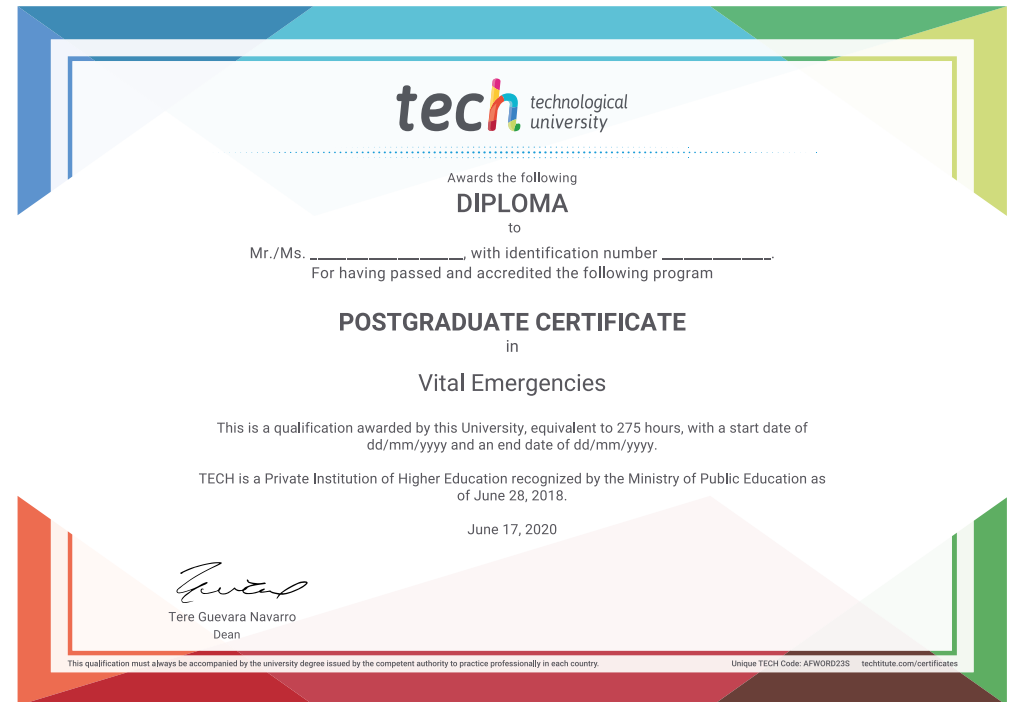 tech technological
university
Awards the following
DIPLOMA
to
Mr./Ms. ____________________, with identification number ______________.
For having passed and accredited the following program
POSTGRADUATE CERTIFICATE
in
Vital Emergencies
This is a qualification awarded by this University, equivalent to 275 hours, with a start date of
dd/mm/yyyy and an end date of dd/mm/yyyy.
TECH is a Private Institution of Higher Education recognized by the Ministry of Public Education as
of June 28, 2018.
June 17, 2020
Tere Guevara Navarro
Dean
This qualification must always be accompanied by the university degree issued by the competent authority to practice professionally in each country. Unique TECH Code: AFWORD23S techtitute.com/certificates